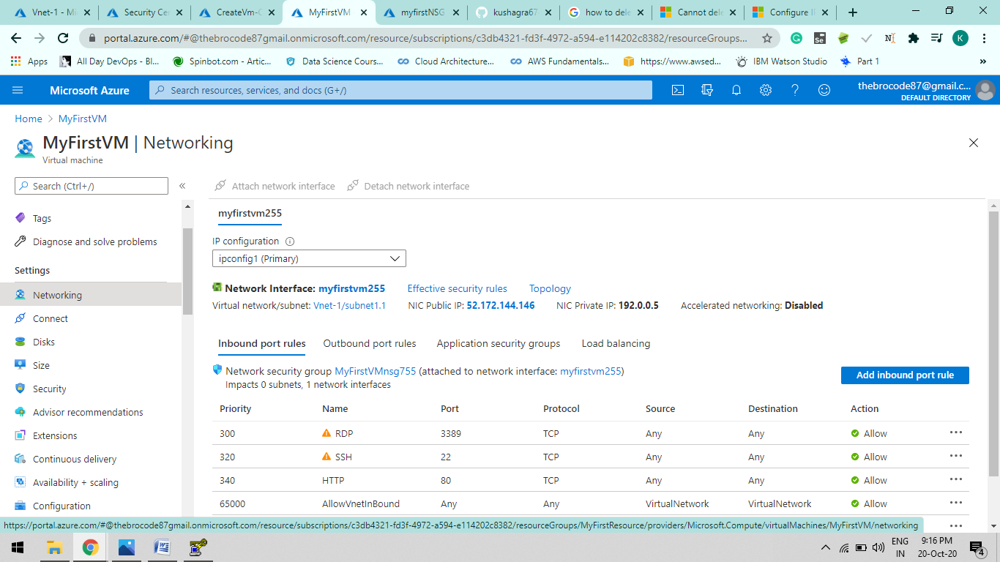 Vnet-1 - Mi
Security Cer
CreateVm-C
MyFirstVM
myfirstNSG
kushagra67
how to dele
Cannot dele
Configure II
portal.azure.com/#@thebrocode87gmail.onmicrosoft.com/resource/subscriptions/c3db4321-fd3f-4972-a594-e114202c8382/resourceGroups...
Apps
All Day DevOps - Bl...
Spinbot.com - Artic...
Data Science Cours...
Cloud Architecture...
AWS Fundamentals...
https://www.awsed...
IBM Watson Studio
Part 1
Microsoft Azure
Search resources, services, and docs (G+/)
thebrocode87@gmail.c...
DEFAULT DIRECTORY
Home > MyFirstVM
MyFirstVM | Networking
Virtual machine
Search (Ctrl+/)
Tags
Diagnose and solve problems
Settings
Networking
Connect
Disks
Size
Security
Advisor recommendations
Extensions
Continuous delivery
Availability + scaling
Configuration
Attach network interface
Detach network interface
myfirstvm255
IP configuration
ipconfig1 (Primary)
Network Interface: myfirstvm255 Effective security rules Topology
Virtual network/subnet: Vnet-1/subnet1.1 NIC Public IP: 52.172.144.146 NIC Private IP: 192.0.0.5 Accelerated networking: Disabled
Inbound port rules Outbound port rules Application security groups Load balancing
Network security group MyFirstVMnsg755 (attached to network interface: myfirstvm255)
Impacts 0 subnets, 1 network interfaces
Add inbound port rule
Priority Name Port Protocol Source Destination Action
300 RDP 3389 TCP Any Any Allow
320 SSH 22 TCP Any Any Allow
340 HTTP 80 TCP Any Any Allow
65000 AllowVnetInBound Any Any VirtualNetwork VirtualNetwork Allow
https://portal.azure.com/#@thebrocode87gmail.onmicrosoft.com/resource/subscriptions/c3db4321-fd3f-4972-a594-e114202c8382/resourceGroups/MyFirstResource/providers/Microsoft.Compute/virtualMachines/MyFirstVM/networking
ENG
IN
9:16 PM
20-Oct-20
4